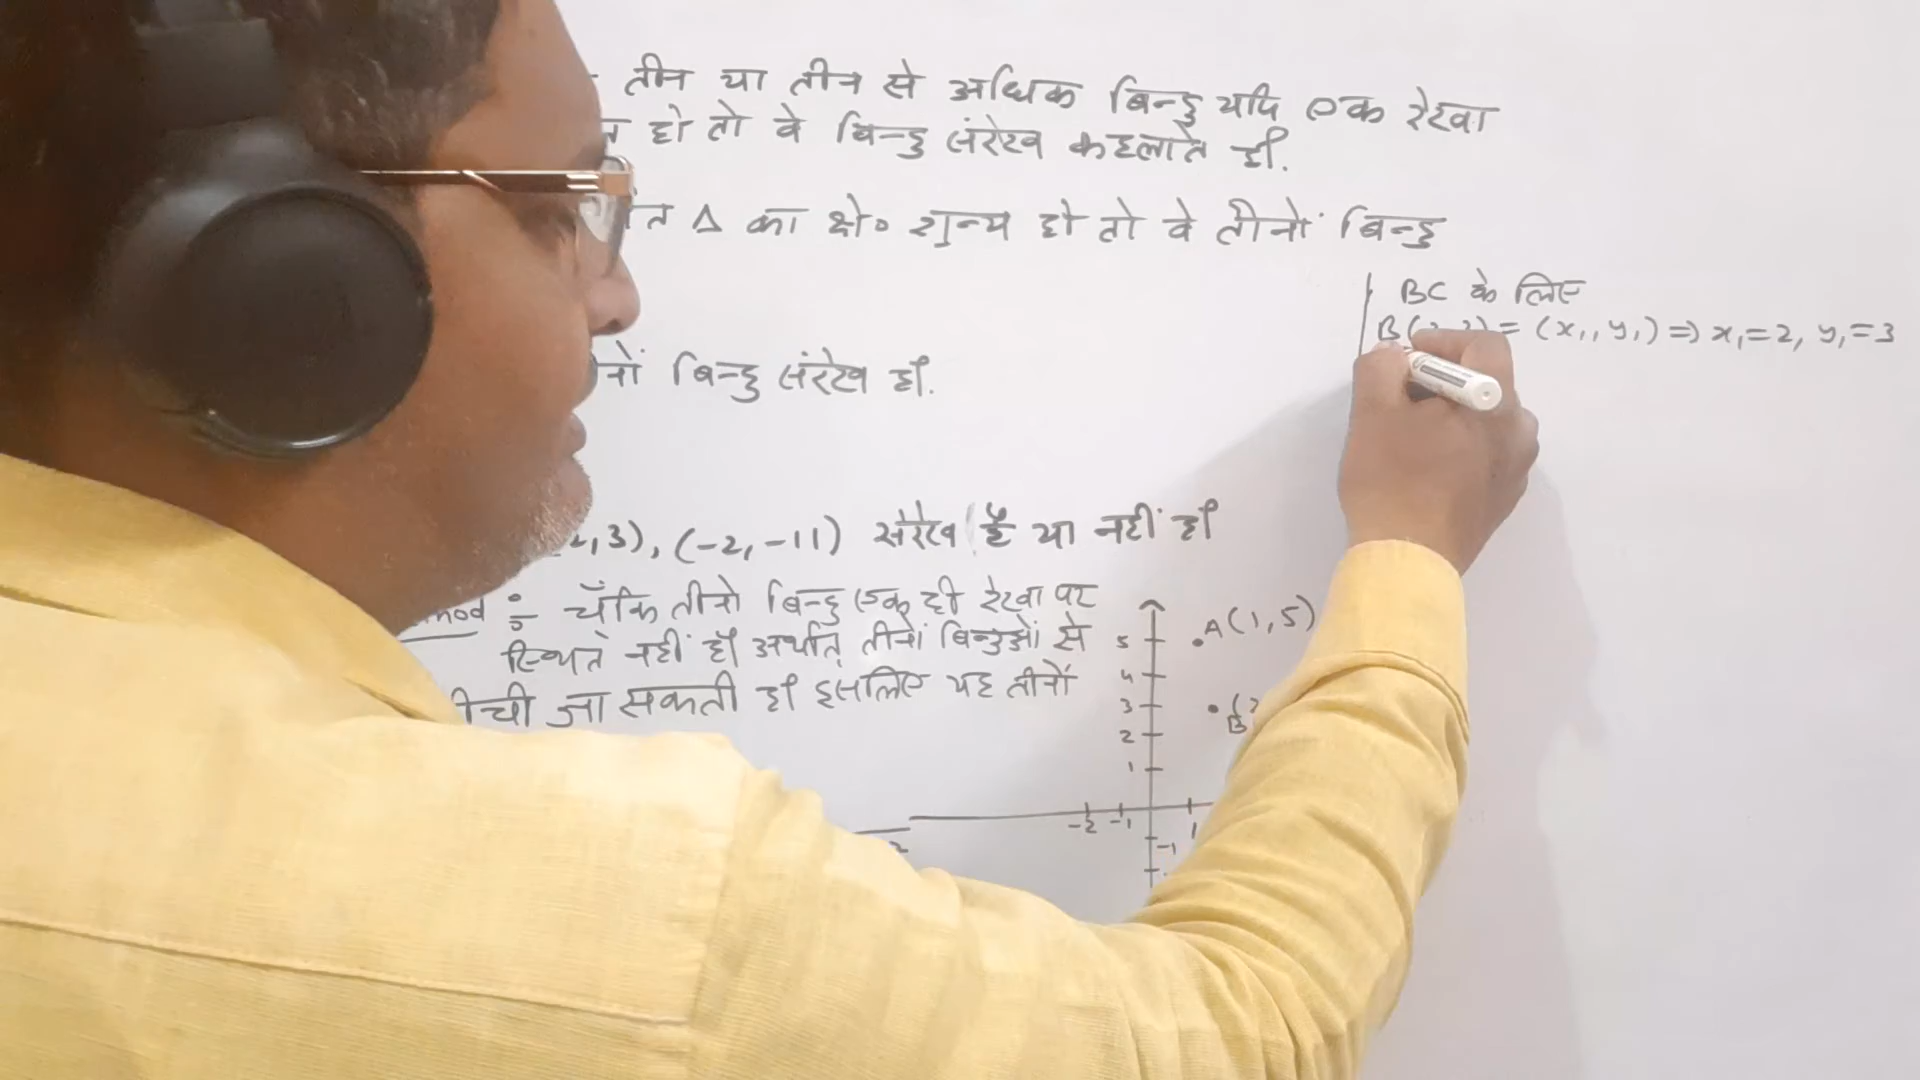 तीन या तीन से अधिक बिन्दु यदि एक रेखा
हो तो वे बिन्दु संरेख कहलाते हैं.
Δ का क्षे० शुन्य हो तो वे तीनों बिन्दु
BC के लिए
B = (x₁, y₁) ⇒ x₁=2, y₁=3
बिन्दु संरेख हैं.
,3), (-2, -11) संरेख है या नहीं हैं
चूँकि तीनो बिन्दु एक ही रेखा पर
स्थित नहीं हैं अर्थात् तीनों बिन्दुओं से
जा सकती हैं इसलिए यह तीनों
A(1,5)
5
4
3
B
2
1
-2 -1 1
-1